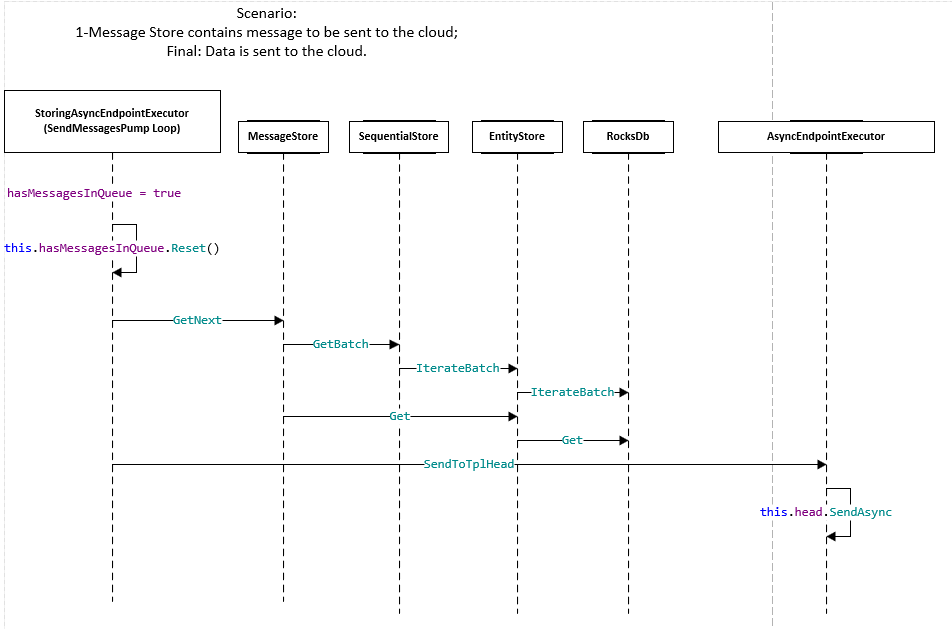 Scenario:
1-Message Store contains message to be sent to the cloud;
Final: Data is sent to the cloud.
StoringAsyncEndpointExecutor
(SendMessagesPump Loop)
MessageStore
SequentialStore
EntityStore
RocksDb
AsyncEndpointExecutor
hasMessagesInQueue = true
this.hasMessagesInQueue.Reset()
GetNext
GetBatch
IterateBatch
IterateBatch
Get
Get
SendToTplHead
this.head.SendAsync